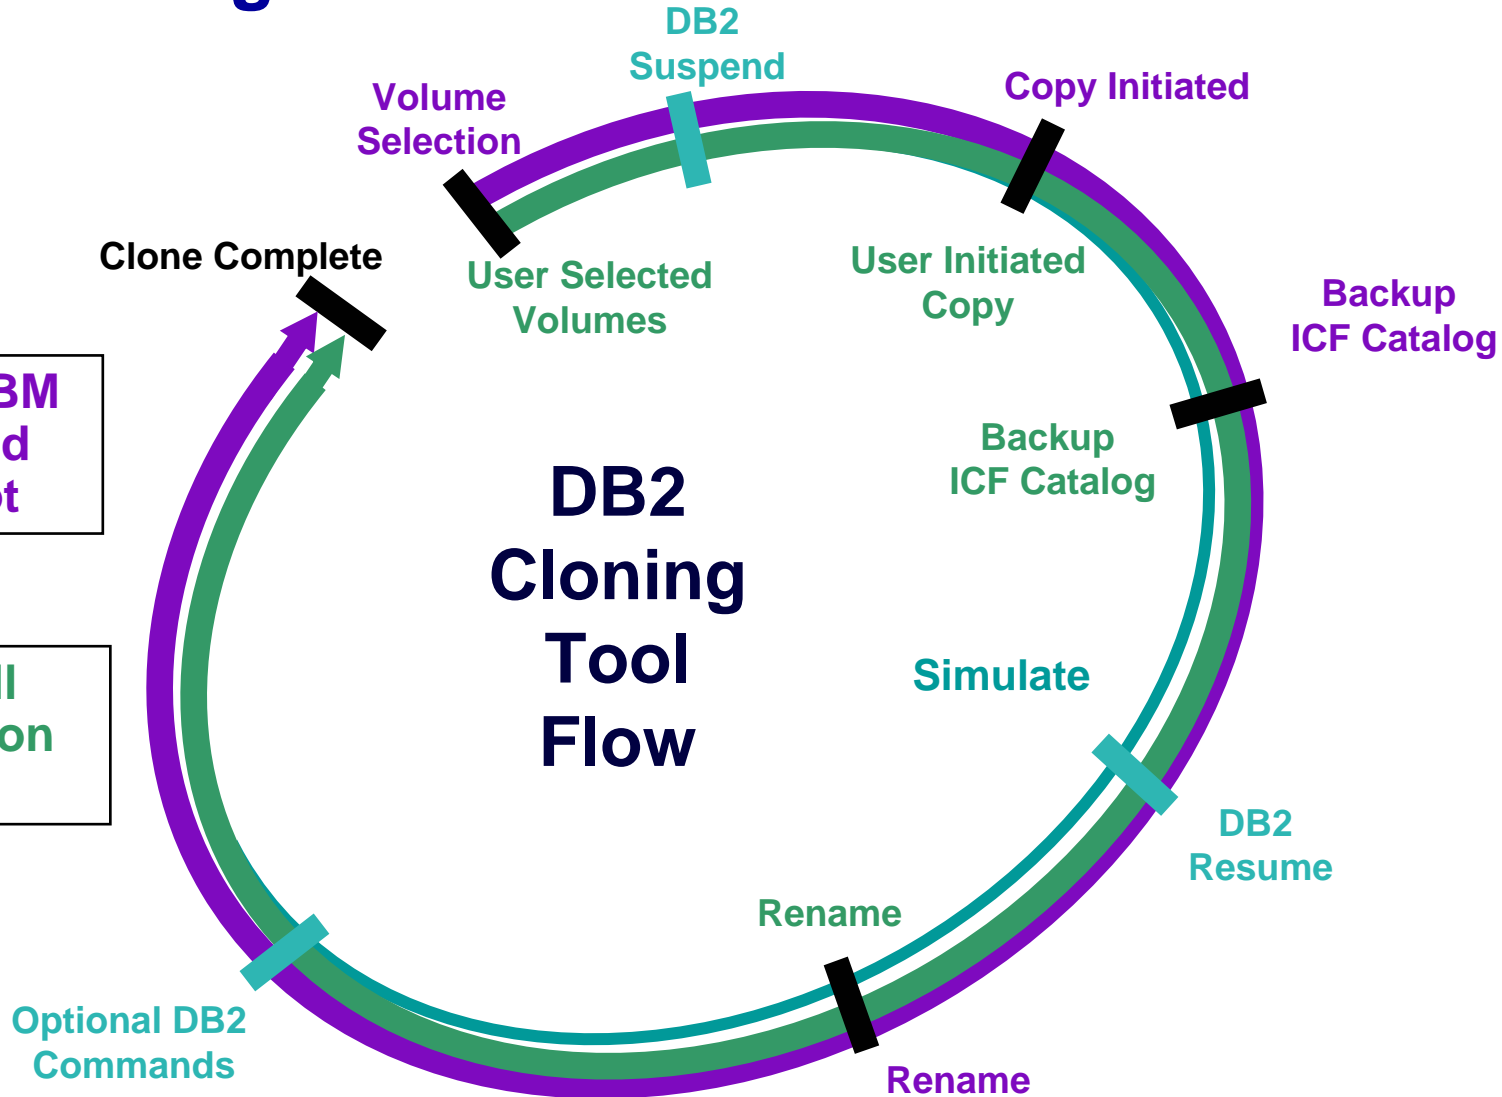 DB2
Suspend
Volume
Selection
Copy Initiated
Clone Complete
User Selected
Volumes
User Initiated
Copy
Backup
ICF Catalog
Backup
ICF Catalog
DB2
Cloning
Tool
Flow
Simulate
DB2
Resume
Rename
Optional DB2
Commands
Rename